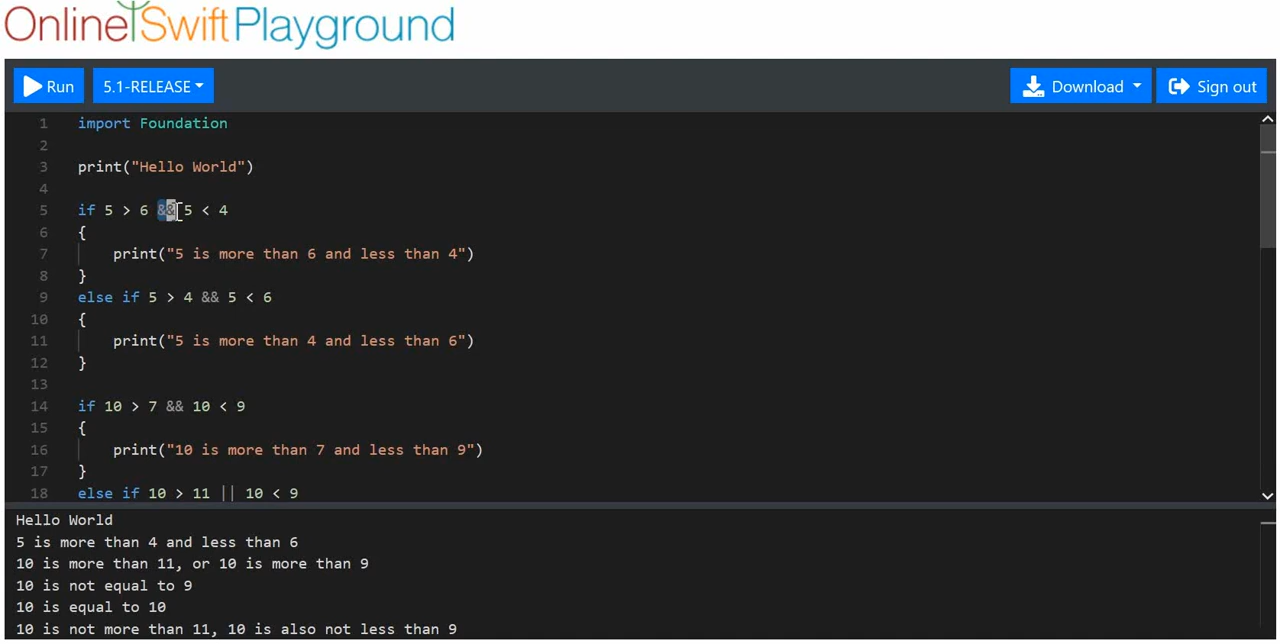 Online Swift Playground
Run
5.1-RELEASE
Download
Sign out
1 import Foundation
2
3 print("Hello World")
4
5 if 5 > 6 && 5 < 4
6 {
7 print("5 is more than 6 and less than 4")
8 }
9 else if 5 > 4 && 5 < 6
10 {
11 print("5 is more than 4 and less than 6")
12 }
13
14 if 10 > 7 && 10 < 9
15 {
16 print("10 is more than 7 and less than 9")
17 }
18 else if 10 > 11 || 10 < 9
Hello World
5 is more than 4 and less than 6
10 is more than 11, or 10 is more than 9
10 is not equal to 9
10 is equal to 10
10 is not more than 11, 10 is also not less than 9